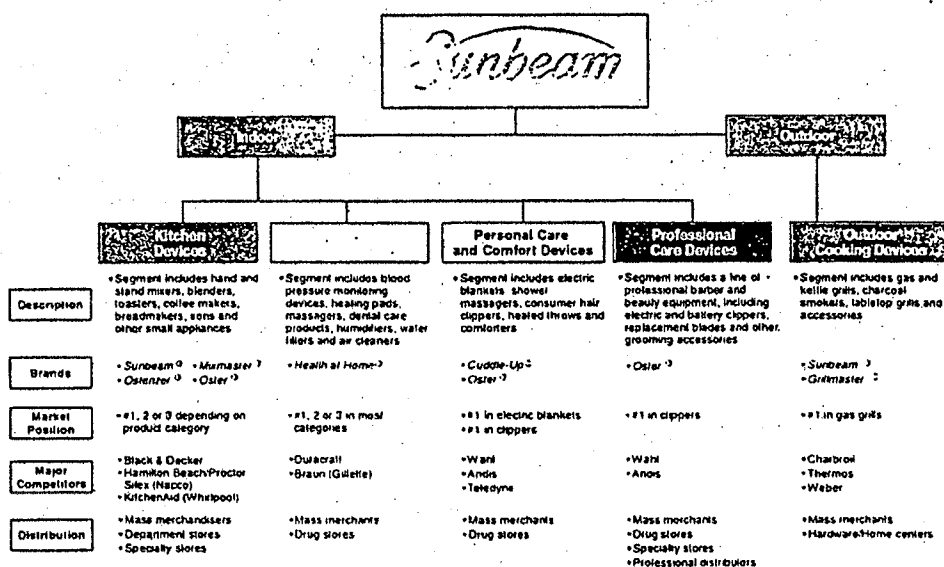 Sunbeam
Indoor
Outdoor
Kitchen
Devices
Personal Care
and Comfort Devices
Professional
Care Devices
Outdoor
Cooking Devices
Description
• Segment includes hand and
stand mixers, blenders,
toasters, coffee makers,
breadmakers, irons and
other small appliances
• Segment includes blood
pressure monitoring
devices, heating pads,
massagers, dental care
products, humidifiers, water
filters and air cleaners
• Segment includes electric
blankets, shower
massagers, consumer hair
clippers, heated throws and
comforters
• Segment includes a line of
professional barber and
beauty equipment, including
electric and battery clippers,
replacement blades and other
grooming accessories
• Segment includes gas and
kettle grills, charcoal
smokers, tabletop grills and
accessories
Brands
• Sunbeam® • Mixmaster®
• Osterizer® • Oster®
• Health at Home®
• Cuddle-Up®
• Oster®
• Oster®
• Sunbeam®
• Grillmaster®
Market
Position
• #1, 2 or 3 depending on
product category
• #1, 2 or 3 in most
categories
• #1 in electric blankets
• #1 in clippers
• #1 in clippers
• #1 in gas grills
Major
Competitors
• Black & Decker
• Hamilton Beach/Proctor
Silex (Nacco)
• KitchenAid (Whirlpool)
• Duracraft
• Braun (Gillette)
• Wahl
• Andis
• Teledyne
• Wahl
• Andis
• Charbroil
• Thermos
• Weber
Distribution
• Mass merchandisers
• Department stores
• Specialty stores
• Mass merchants
• Drug stores
• Mass merchants
• Drug stores
• Mass merchants
• Drug stores
• Specialty stores
• Professional distributors
• Mass merchants
• Hardware/Home centers